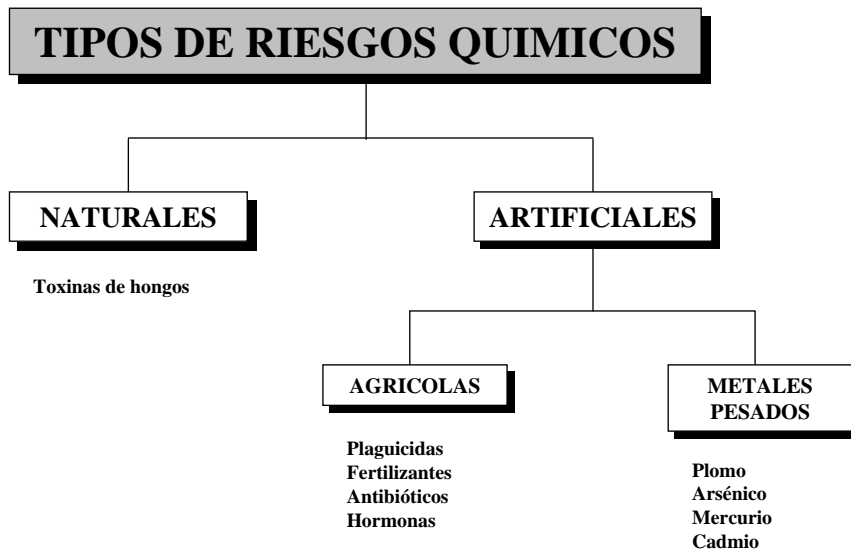 TIPOS DE RIESGOS QUIMICOS
NATURALES
ARTIFICIALES
Toxinas de hongos
AGRICOLAS
METALES
PESADOS
Plaguicidas
Fertilizantes
Antibióticos
Hormonas
Plomo
Arsénico
Mercurio
Cadmio